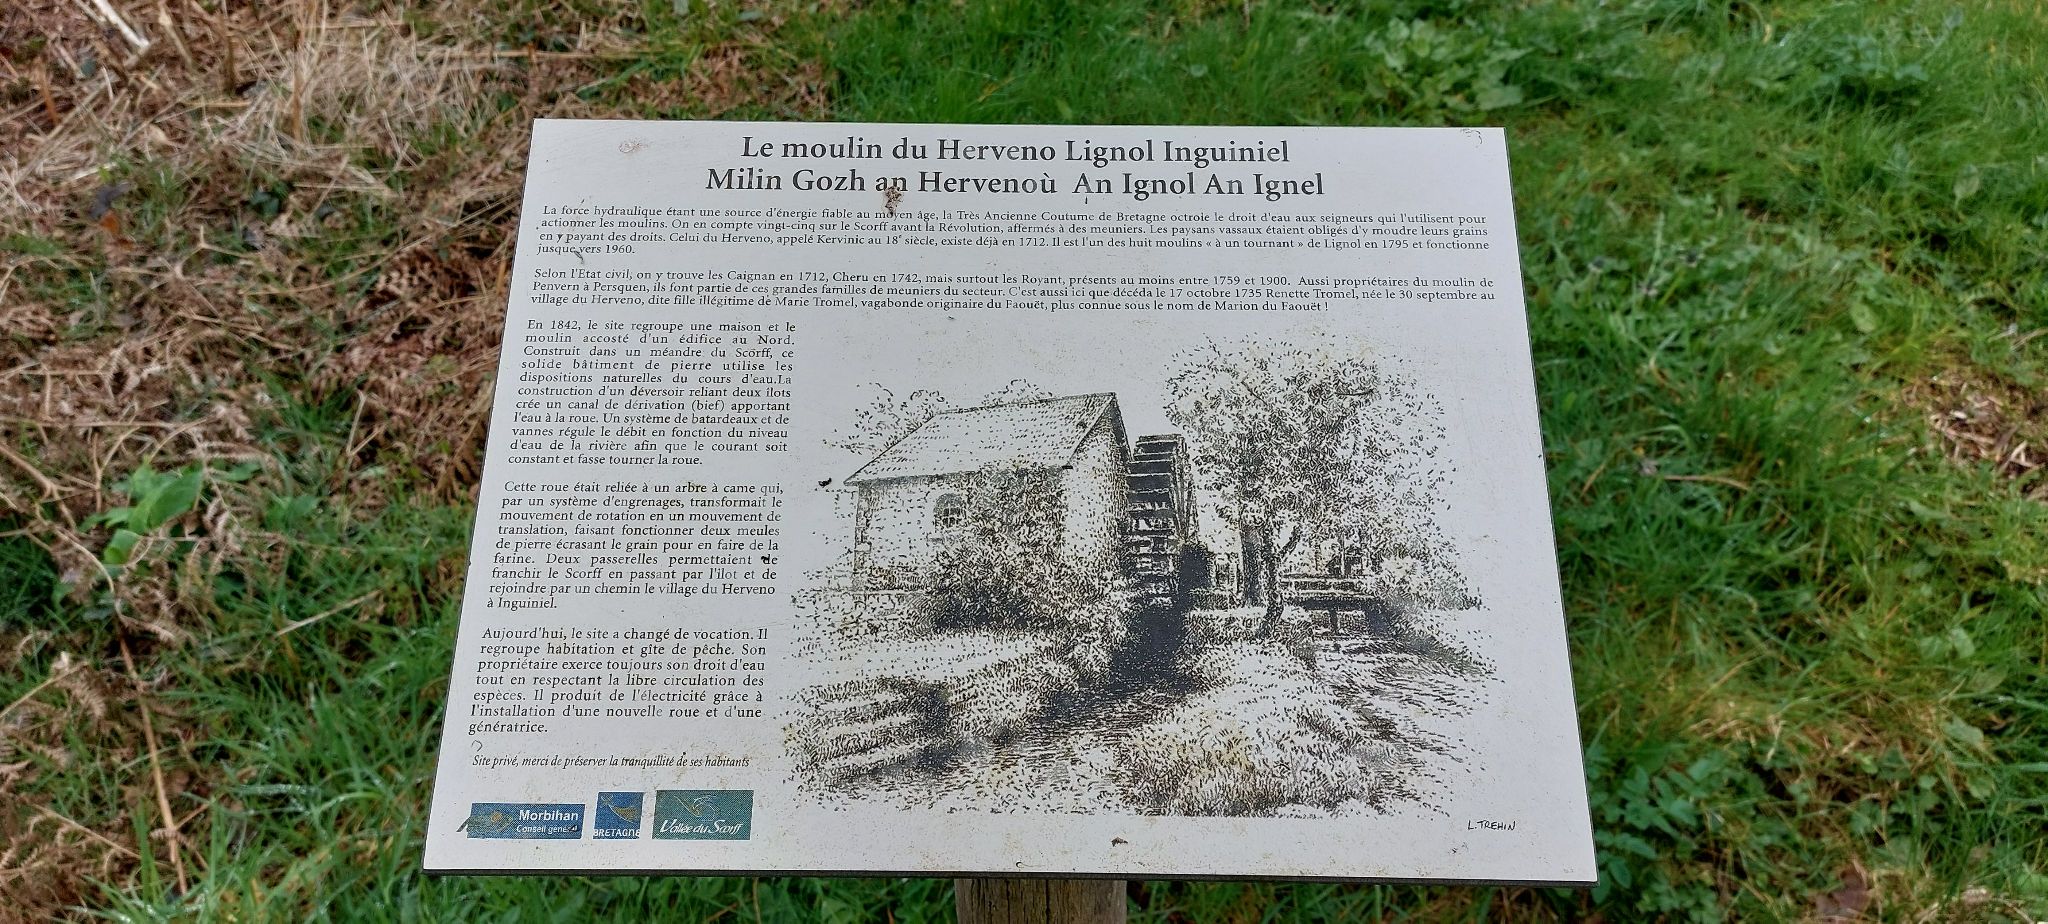 Le moulin du Herveno Lignol Inguiniel
Milin Gozh an Hervenoù An Ignol An Ignel
La force hydraulique étant une source d'énergie fiable au moyen âge, la Très Ancienne Coutume de Bretagne octroie le droit d'eau aux seigneurs qui l'utilisent pour
actionner les moulins. On en compte vingt-cinq sur le Scorff avant la Révolution, affermés à des meuniers. Les paysans vassaux étaient obligés d'y moudre leurs grains
en y payant des droits. Celui du Herveno, appelé Kervinic au 18e siècle, existe déjà en 1712. Il est l'un des huit moulins « à un tournant » de Lignol en 1795 et fonctionne
jusque vers 1960.
Selon l'Etat civil, on y trouve les Caignan en 1712, Cheru en 1742, mais surtout les Royant, présents au moins entre 1759 et 1900. Aussi propriétaires du moulin de
Penvern à Persquen, ils font partie de ces grandes familles de meuniers du secteur. C'est aussi ici que décéda le 17 octobre 1735 Renette Tromel, née le 30 septembre au
village du Herveno, dite fille illégitime de Marie Tromel, vagabonde originaire du Faouët, plus connue sous le nom de Marion du Faouët !
En 1842, le site regroupe une maison et le
moulin accosté d'un édifice au Nord.
Construit dans un méandre du Scorff, ce
solide bâtiment de pierre utilise les
dispositions naturelles du cours d'eau.La
construction d'un déversoir reliant deux îlots
crée un canal de dérivation (bief) apportant
l'eau à la roue. Un système de batardeaux et de
vannes régule le débit en fonction du niveau
d'eau de la rivière afin que le courant soit
constant et fasse tourner la roue.
Cette roue était reliée à un arbre à came qui,
par un système d'engrenages, transformait le
mouvement de rotation en un mouvement de
translation, faisant fonctionner deux meules
de pierre écrasant le grain pour en faire de la
farine. Deux passerelles permettaient de
franchir le Scorff en passant par l'îlot et de
rejoindre par un chemin le village du Herveno
à Inguiniel.
Aujourd'hui, le site a changé de vocation. Il
regroupe habitation et gîte de pêche. Son
propriétaire exerce toujours son droit d'eau
tout en respectant la libre circulation des
espèces. Il produit de l'électricité grâce à
l'installation d'une nouvelle roue et d'une
génératrice.
Site privé, merci de préserver la tranquillité de ses habitants
Morbihan
Conseil général
BRETAGNE
Vallée du Scorff
L. TREHIN